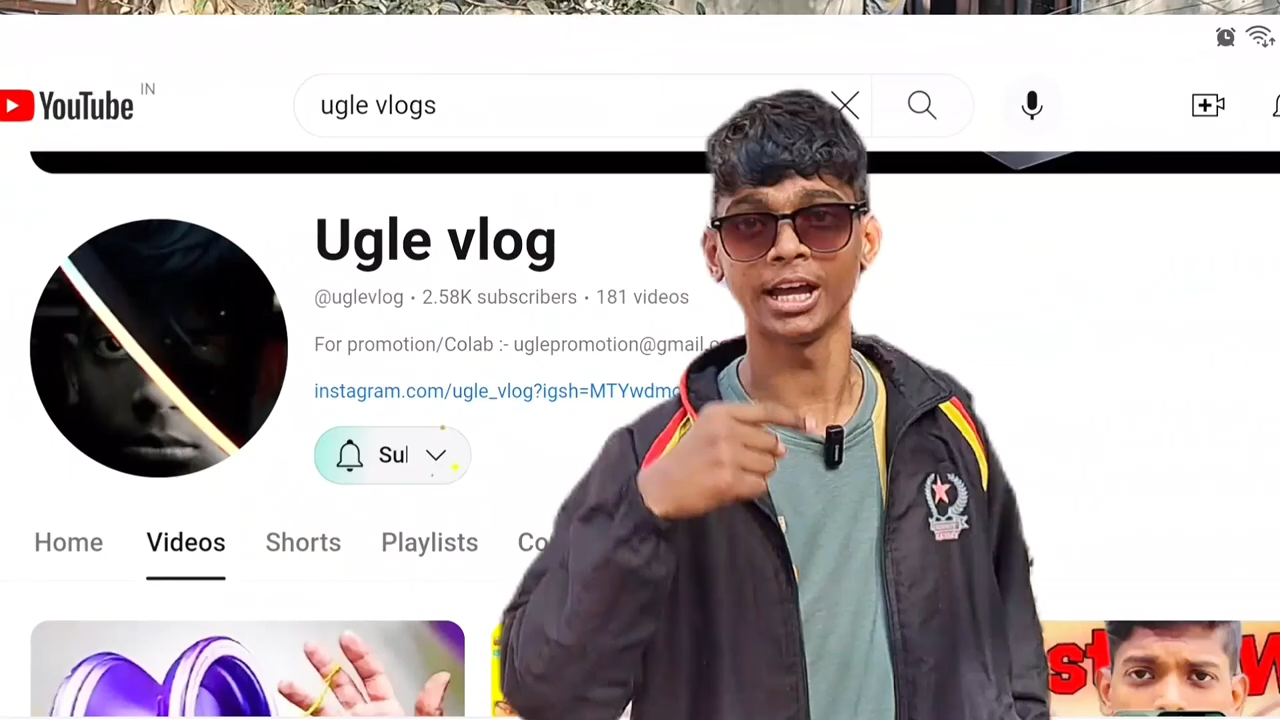 YouTube IN
ugle vlogs
Ugle vlog
@uglevlog • 2.58K subscribers • 181 videos
For promotion/Colab :- uglepromotion@gmail.c
instagram.com/ugle_vlog?igsh=MTYwdm
Sul
Home Videos Shorts Playlists Co
st